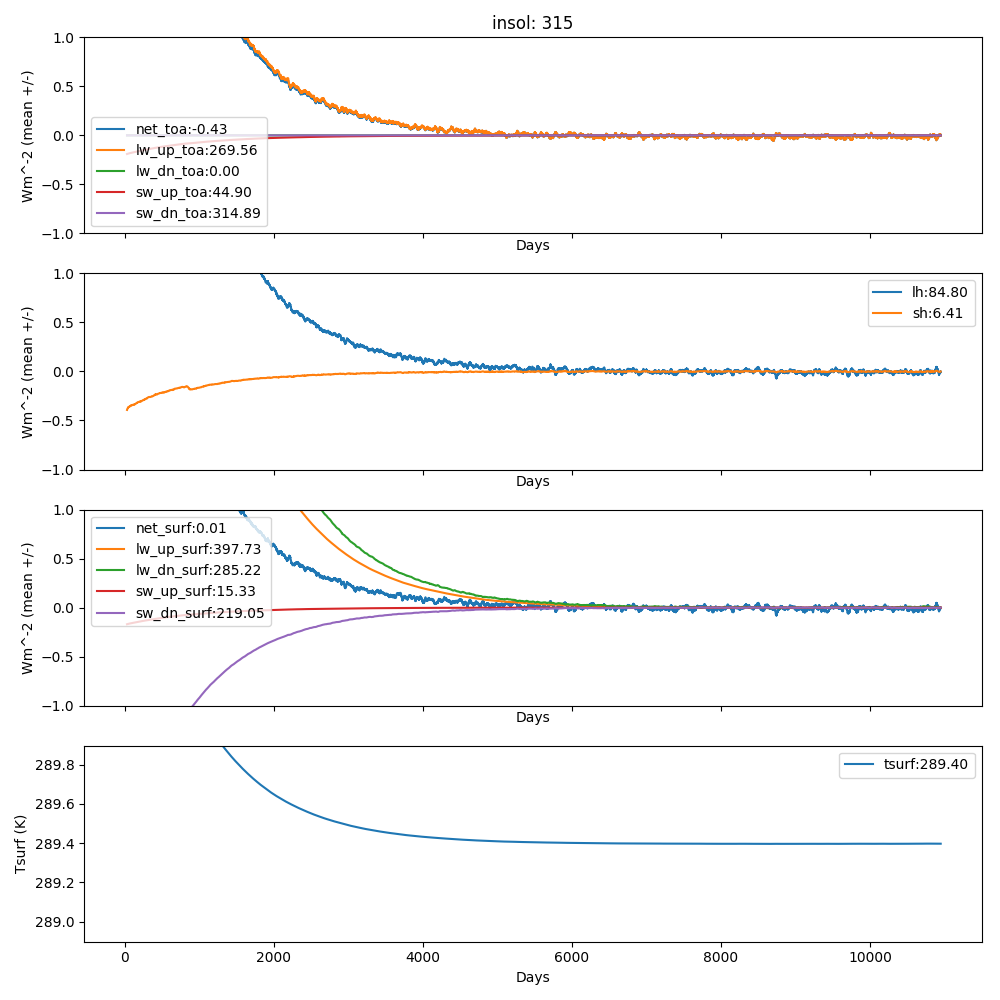 insol: 315
Wm^-2 (mean +/-)
1.0
0.5
0.0
−0.5
−1.0
net_toa:-0.43
lw_up_toa:269.56
lw_dn_toa:0.00
sw_up_toa:44.90
sw_dn_toa:314.89
Days
Wm^-2 (mean +/-)
1.0
0.5
0.0
−0.5
−1.0
lh:84.80
sh:6.41
Days
Wm^-2 (mean +/-)
1.0
0.5
0.0
−0.5
−1.0
net_surf:0.01
lw_up_surf:397.73
lw_dn_surf:285.22
sw_up_surf:15.33
sw_dn_surf:219.05
Days
Tsurf (K)
289.8
289.6
289.4
289.2
289.0
tsurf:289.40
0 2000 4000 6000 8000 10000
Days